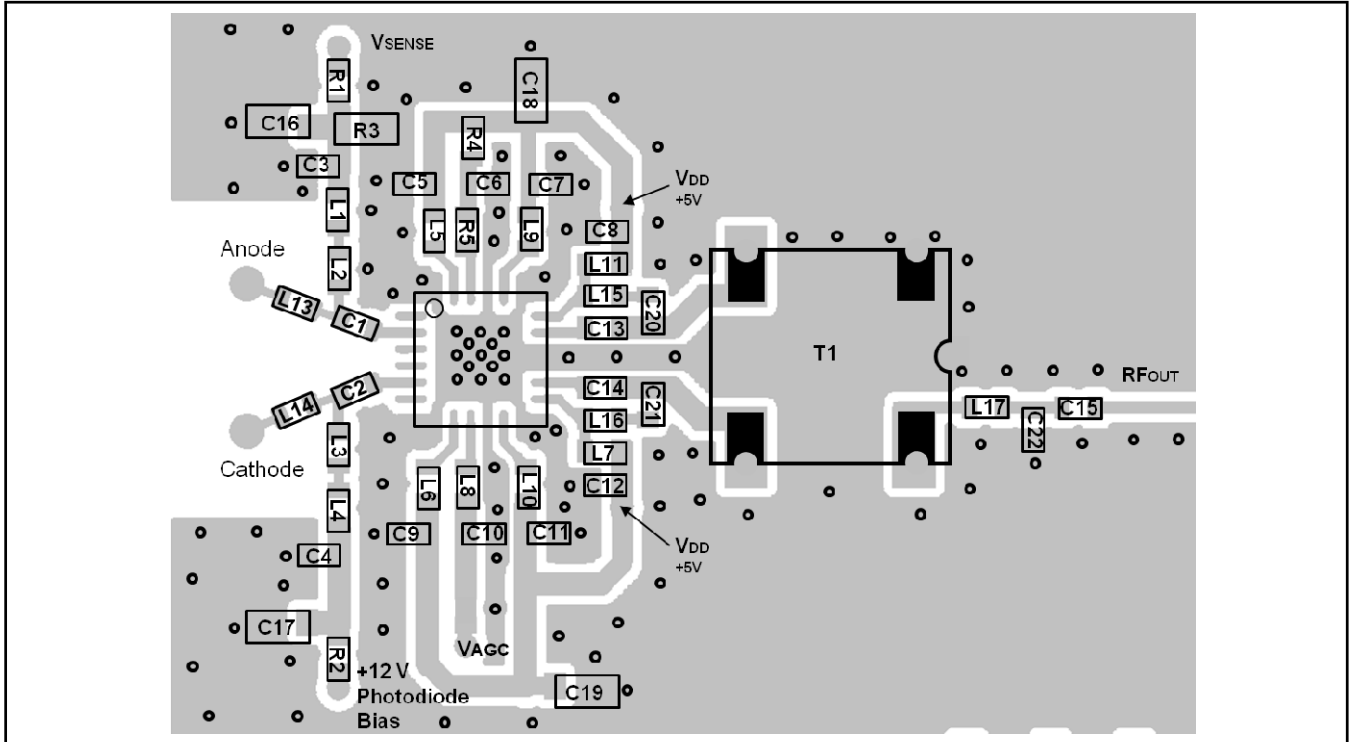 VSENSE
R1
C18
C16
R3
R4
C3
C5
C6
C7
VDD
+5V
L1
L5
R5
L9
C8
Anode
L2
L11
L13
C1
L15
C20
C13
T1
C2
C14
L14
C21
L16
RFOUT
L17
C15
C22
Cathode
L3
L7
L6
L8
L10
C12
L4
C9
C10
C11
C4
VDD
+5V
C17
VAGC
R2
+12 V
Photodiode
Bias
C19